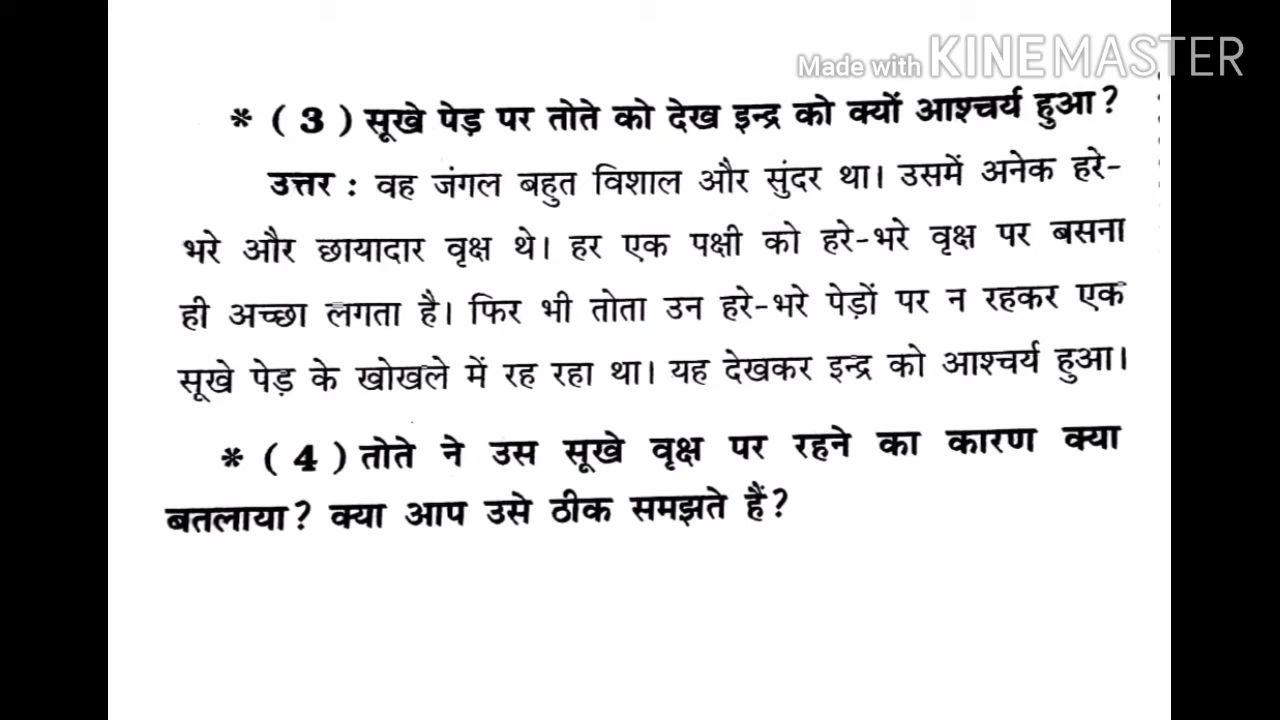 Made with KINEMASTER
* ( 3 ) सूखे पेड़ पर तोते को देख इन्द्र को क्यों आश्चर्य हुआ ?
उत्तर : वह जंगल बहुत विशाल और सुंदर था। उसमें अनेक हरे-
भरे और छायादार वृक्ष थे। हर एक पक्षी को हरे-भरे वृक्ष पर बसना
ही अच्छा लगता है। फिर भी तोता उन हरे-भरे पेड़ों पर न रहकर एक
सूखे पेड़ के खोखले में रह रहा था। यह देखकर इन्द्र को आश्चर्य हुआ।
* ( 4 ) तोते ने उस सूखे वृक्ष पर रहने का कारण क्या
बतलाया ? क्या आप उसे ठीक समझते हैं ?